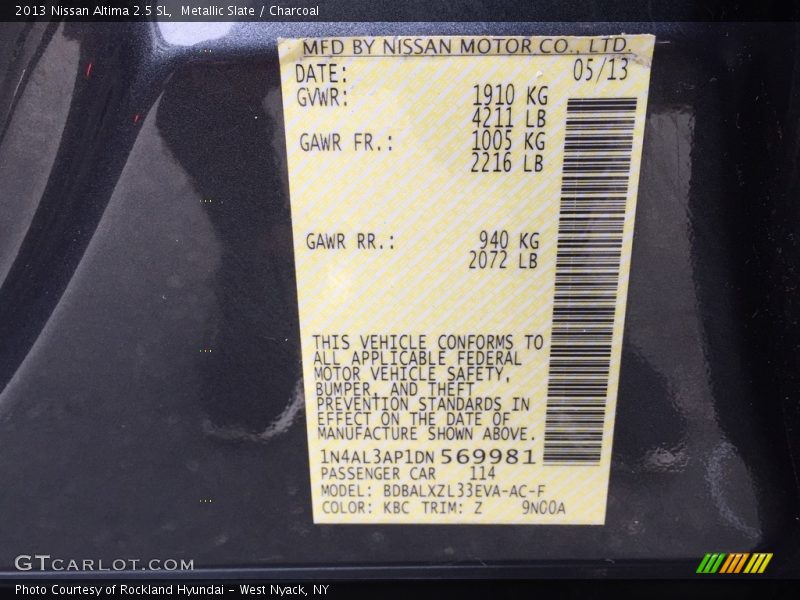 2013 Nissan Altima 2.5 SL, Metallic Slate / Charcoal
MFD BY NISSAN MOTOR CO., LTD.
DATE: 05/13
GVWR: 1910 KG
4211 LB
GAWR FR.: 1005 KG
2216 LB
GAWR RR.: 940 KG
2072 LB
THIS VEHICLE CONFORMS TO
ALL APPLICABLE FEDERAL
MOTOR VEHICLE SAFETY,
BUMPER, AND THEFT
PREVENTION STANDARDS IN
EFFECT ON THE DATE OF
MANUFACTURE SHOWN ABOVE.
1N4AL3AP1DN 569981
PASSENGER CAR 114
MODEL: BDBALXZL33EVA-AC-F
COLOR: KBC TRIM: Z 9N00A
GTCARLOT.COM
Photo Courtesy of Rockland Hyundai - West Nyack, NY